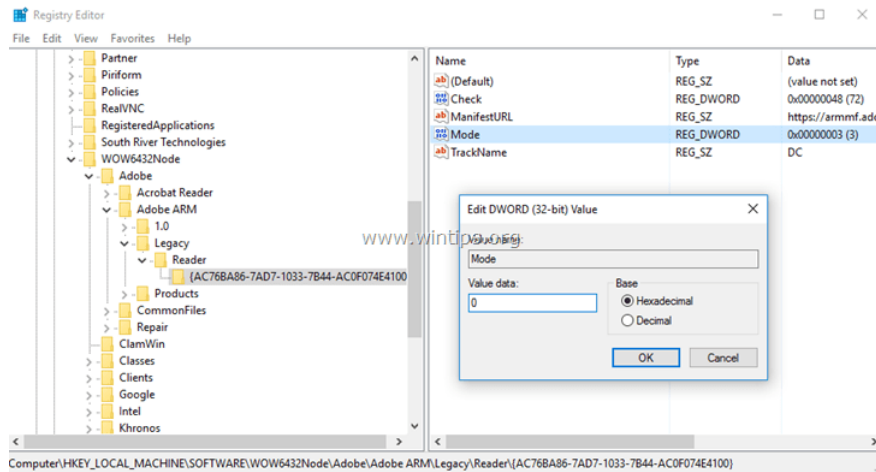 Registry Editor
File Edit View Favorites Help
Partner
Piriform
Policies
RealVNC
RegisteredApplications
South River Technologies
WOW6432Node
Adobe
Acrobat Reader
Adobe ARM
1.0
Legacy
Reader
{AC76BA86-7AD7-1033-7B44-AC0F074E4100
Products
CommonFiles
Repair
ClamWin
Classes
Clients
Google
Intel
Khronos
Name Type Data
(Default) REG_SZ (value not set)
Check REG_DWORD 0x00000048 (72)
ManifestURL REG_SZ https://armmf.ado
Mode REG_DWORD 0x00000003 (3)
TrackName REG_SZ DC
Edit DWORD (32-bit) Value
Value name:
Mode
Value data:
0
Base
Hexadecimal
Decimal
OK Cancel
www.wintips.org
Computer\HKEY_LOCAL_MACHINE\SOFTWARE\WOW6432Node\Adobe\Adobe ARM\Legacy\Reader\{AC76BA86-7AD7-1033-7B44-AC0F074E4100}